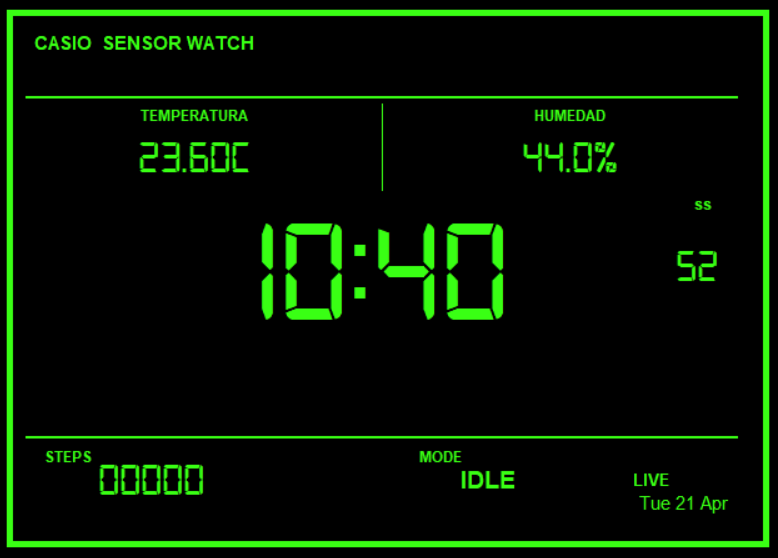 CASIO SENSOR WATCH
TEMPERATURA
HUMEDAD
23.60C
44.0%
ss
10:40
52
STEPS
00000
MODE
IDLE
LIVE
Tue 21 Apr